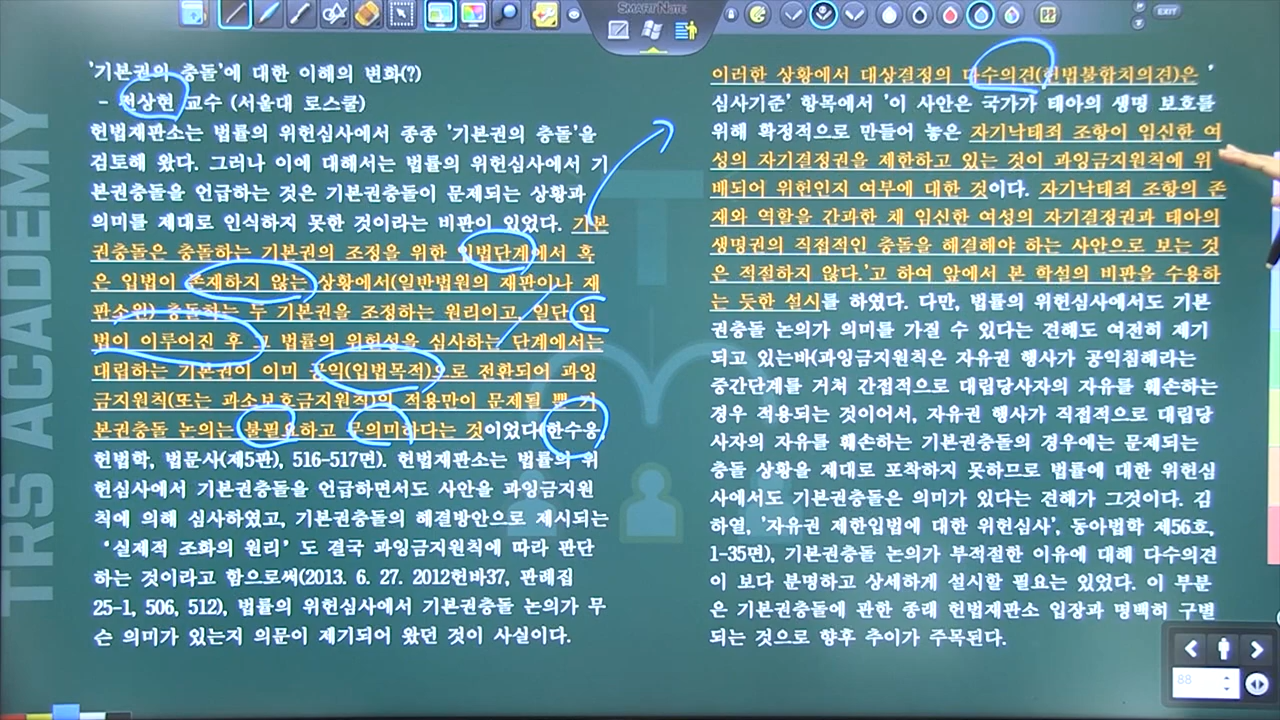 SMART NOTE
EXIT
TRS ACADEMY
'기본권의 충돌'에 대한 이해의 변화(?)
- 전상현 교수 (서울대 로스쿨)
헌법재판소는 법률의 위헌심사에서 종종 '기본권의 충돌'을
검토해 왔다. 그러나 이에 대해서는 법률의 위헌심사에서 기
본권충돌을 언급하는 것은 기본권충돌이 문제되는 상황과
의미를 제대로 인식하지 못한 것이라는 비판이 있었다. 기본
권충돌은 충돌하는 기본권의 조정을 위한 입법단계에서 혹
은 입법이 존재하지 않는 상황에서(일반법원의 재판이나 재
판소원) 충돌하는 두 기본권을 조정하는 원리이고, 일단 입
법이 이루어진 후 그 법률의 위헌성을 심사하는 단계에서는
대립하는 기본권이 이미 공익(입법목적)으로 전환되어 과잉
금지원칙(또는 과소보호금지원칙)의 적용만이 문제될 뿐 기
본권충돌 논의는 불필요하고 무의미하다는 것이었다(한수웅,
헌법학, 법문사(제5판), 516-517면). 헌법재판소는 법률의 위
헌심사에서 기본권충돌을 언급하면서도 사안을 과잉금지원
칙에 의해 심사하였고, 기본권충돌의 해결방안으로 제시되는
‘실제적 조화의 원리’도 결국 과잉금지원칙에 따라 판단
하는 것이라고 함으로써(2013. 6. 27. 2012헌바37, 판례집
25-1, 506, 512), 법률의 위헌심사에서 기본권충돌 논의가 무
슨 의미가 있는지 의문이 제기되어 왔던 것이 사실이다.
이러한 상황에서 대상결정의 다수의견(헌법불합치의견)은 '
심사기준' 항목에서 '이 사안은 국가가 태아의 생명 보호를
위해 확정적으로 만들어 놓은 자기낙태죄 조항이 임신한 여
성의 자기결정권을 제한하고 있는 것이 과잉금지원칙에 위
배되어 위헌인지 여부에 대한 것이다. 자기낙태죄 조항의 존
재와 역할을 간과한 채 임신한 여성의 자기결정권과 태아의
생명권의 직접적인 충돌을 해결해야 하는 사안으로 보는 것
은 적절하지 않다.'고 하여 앞에서 본 학설의 비판을 수용하
는 듯한 설시를 하였다. 다만, 법률의 위헌심사에서도 기본
권충돌 논의가 의미를 가질 수 있다는 견해도 여전히 제기
되고 있는바(과잉금지원칙은 자유권 행사가 공익침해라는
중간단계를 거쳐 간접적으로 대립당사자의 자유를 훼손하는
경우 적용되는 것이어서, 자유권 행사가 직접적으로 대립당
사자의 자유를 훼손하는 기본권충돌의 경우에는 문제되는
충돌 상황을 제대로 포착하지 못하므로 법률에 대한 위헌심
사에서도 기본권충돌은 의미가 있다는 견해가 그것이다. 김
하열, '자유권 제한입법에 대한 위헌심사', 동아법학 제56호,
1-35면), 기본권충돌 논의가 부적절한 이유에 대해 다수의견
이 보다 분명하고 상세하게 설시할 필요는 있었다. 이 부분
은 기본권충돌에 관한 종래 헌법재판소 입장과 명백히 구별
되는 것으로 향후 추이가 주목된다.
88